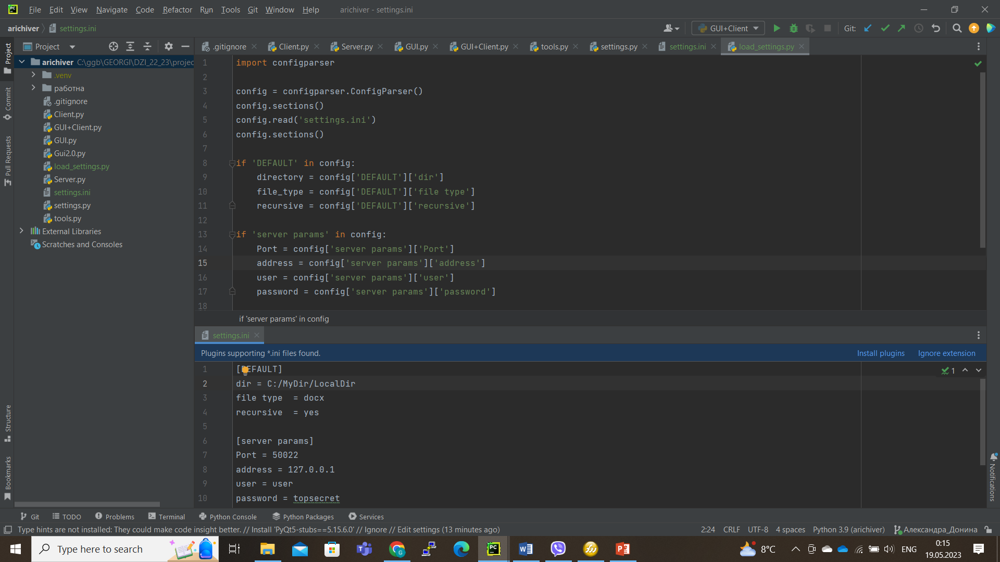 File Edit View Navigate Code Refactor Run Tools Git Window Help arichiver - settings.ini
arichiver settings.ini GUI+Client Git:
Project
.gitignore Client.py Server.py GUI.py GUI+Client.py tools.py settings.py settings.ini load_settings.py
arichiver C:\ggb\GEORGI\DZI_22_23\projec
.venv
работна
.gitignore
Client.py
GUI+Client.py
GUI.py
Gui2.0.py
load_settings.py
Server.py
settings.ini
settings.py
tools.py
External Libraries
Scratches and Consoles
Project
Commit
Pull Requests
Structure
Bookmarks
1 import configparser
2
3 config = configparser.ConfigParser()
4 config.sections()
5 config.read('settings.ini')
6 config.sections()
7
8 if 'DEFAULT' in config:
9 directory = config['DEFAULT']['dir']
10 file_type = config['DEFAULT']['file type']
11 recursive = config['DEFAULT']['recursive']
12
13 if 'server params' in config:
14 Port = config['server params']['Port']
15 address = config['server params']['address']
16 user = config['server params']['user']
17 password = config['server params']['password']
18
if 'server params' in config
settings.ini
Plugins supporting *.ini files found. Install plugins Ignore extension
1 [DEFAULT]
1
2 dir = C:/MyDir/LocalDir
3 file type  = docx
4 recursive  = yes
5
6 [server params]
7 Port = 50022
8 address = 127.0.0.1
9 user = user
10 password = topsecret
Notifications
Git TODO Problems Terminal Python Console Python Packages Services
Type hints are not installed: They could make code insight better. // Install 'PyQt5-stubs==5.15.6.0' // Ignore // Edit settings (13 minutes ago) 2:24 CRLF UTF-8 4 spaces Python 3.9 (arichiver) Александра_Донина
Type here to search 8°C ENG 0:15
19.05.2023